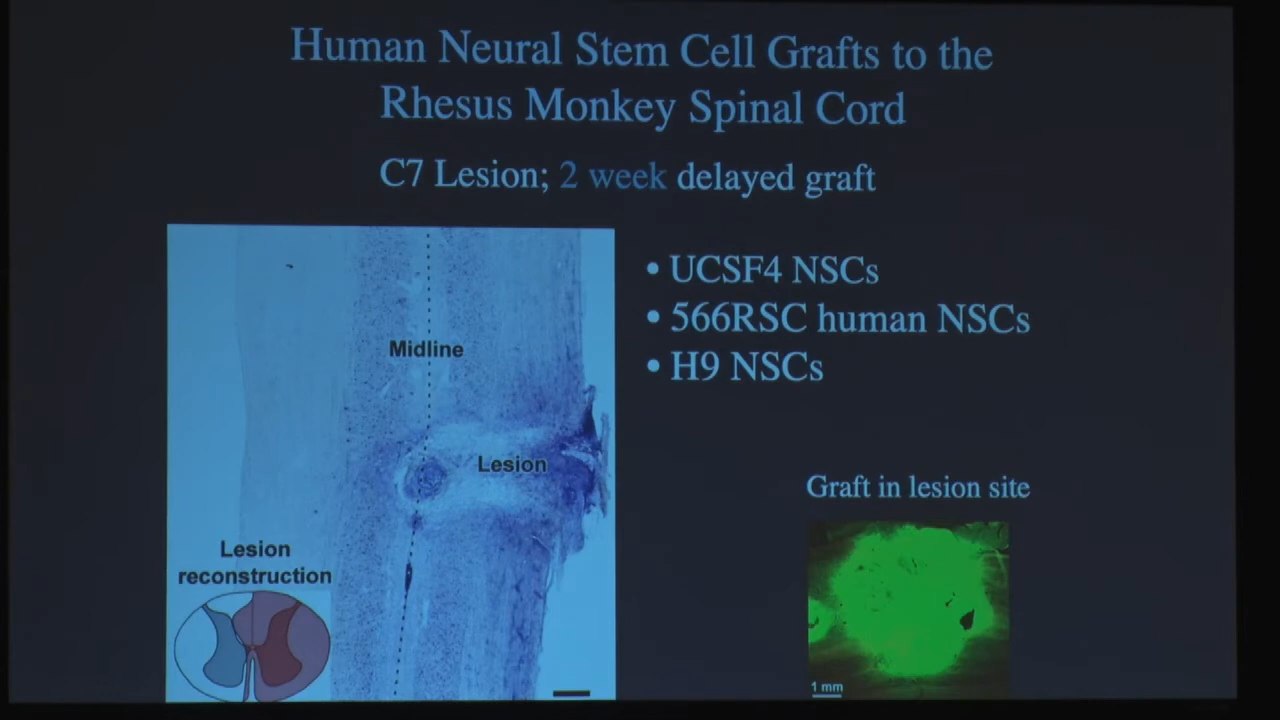 Human Neural Stem Cell Grafts to the
Rhesus Monkey Spinal Cord
C7 Lesion; 2 week delayed graft
• UCSF4 NSCs
• 566RSC human NSCs
• H9 NSCs
Midline
Lesion
Lesion
reconstruction
Graft in lesion site
1 mm